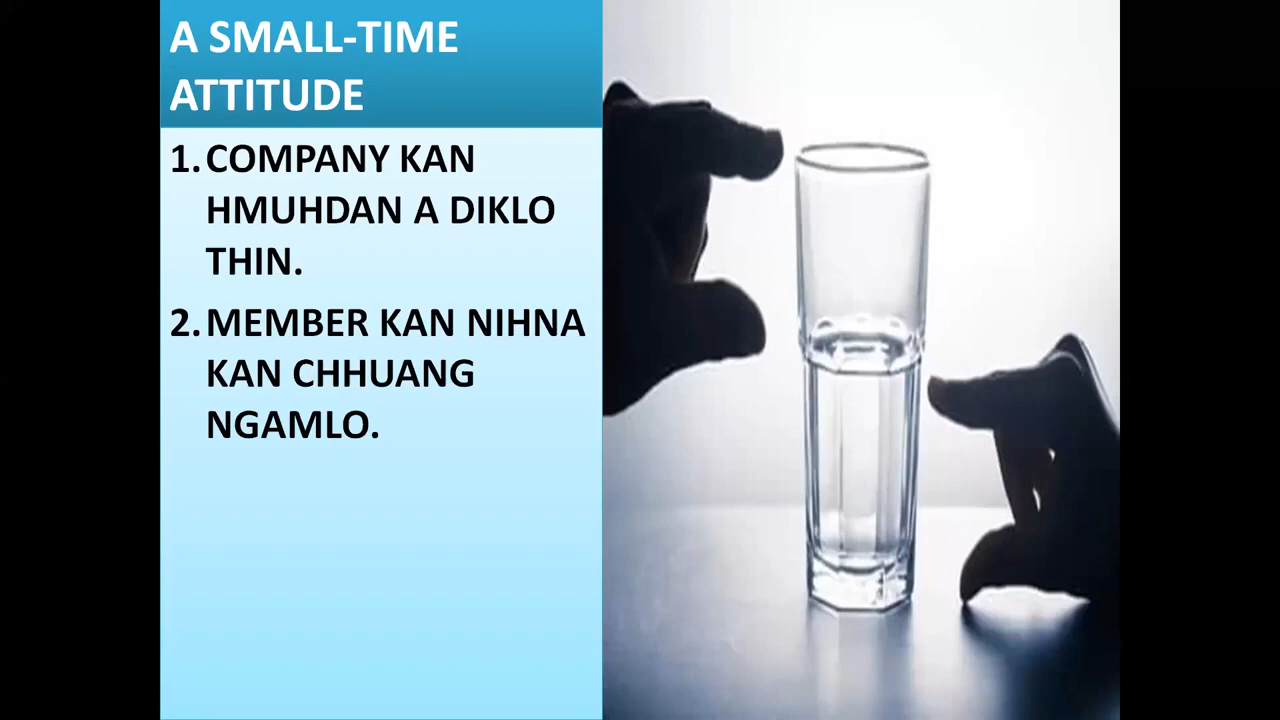 A SMALL-TIME
ATTITUDE
1. COMPANY KAN
HMUHDAN A DIKLO
THIN.
2. MEMBER KAN NIHNA
KAN CHHUANG
NGAMLO.